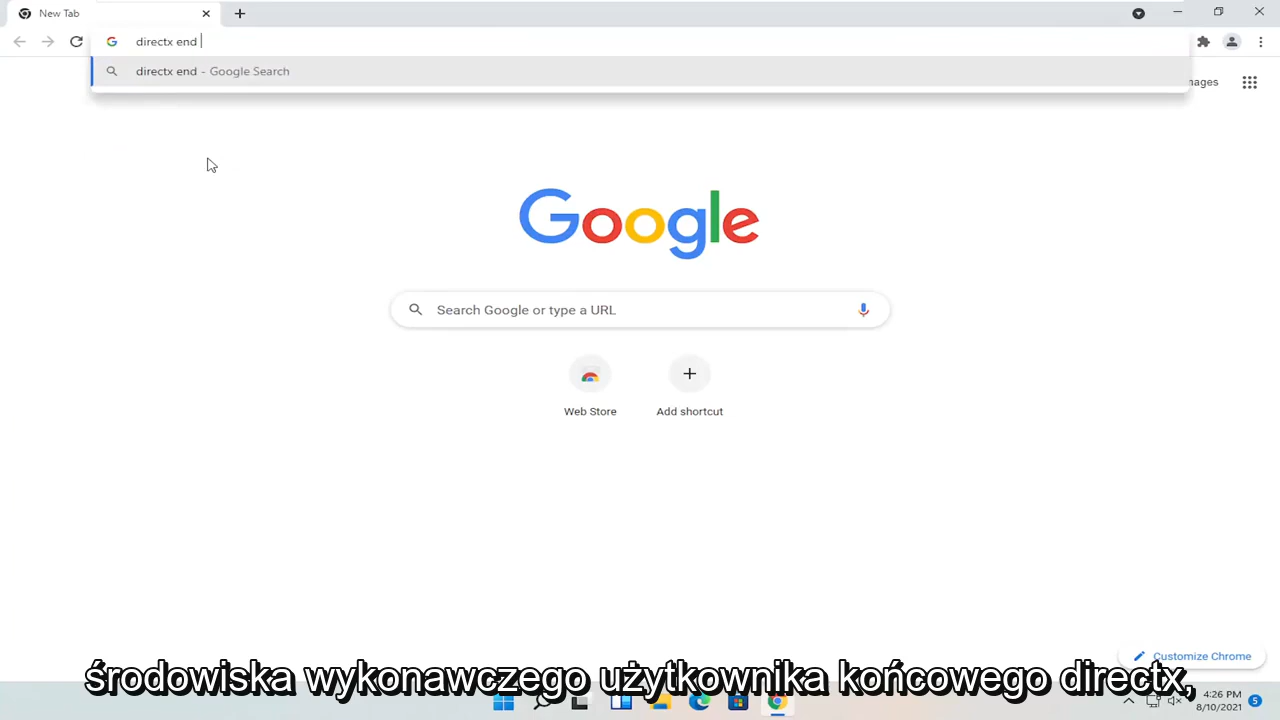 New Tab
directx end
directx end - Google Search
Google
Search Google or type a URL
Web Store
Add shortcut
Customize Chrome
środowiska wykonawczego użytkownika końcowego directx,
4:26 PM
8/10/2021
5